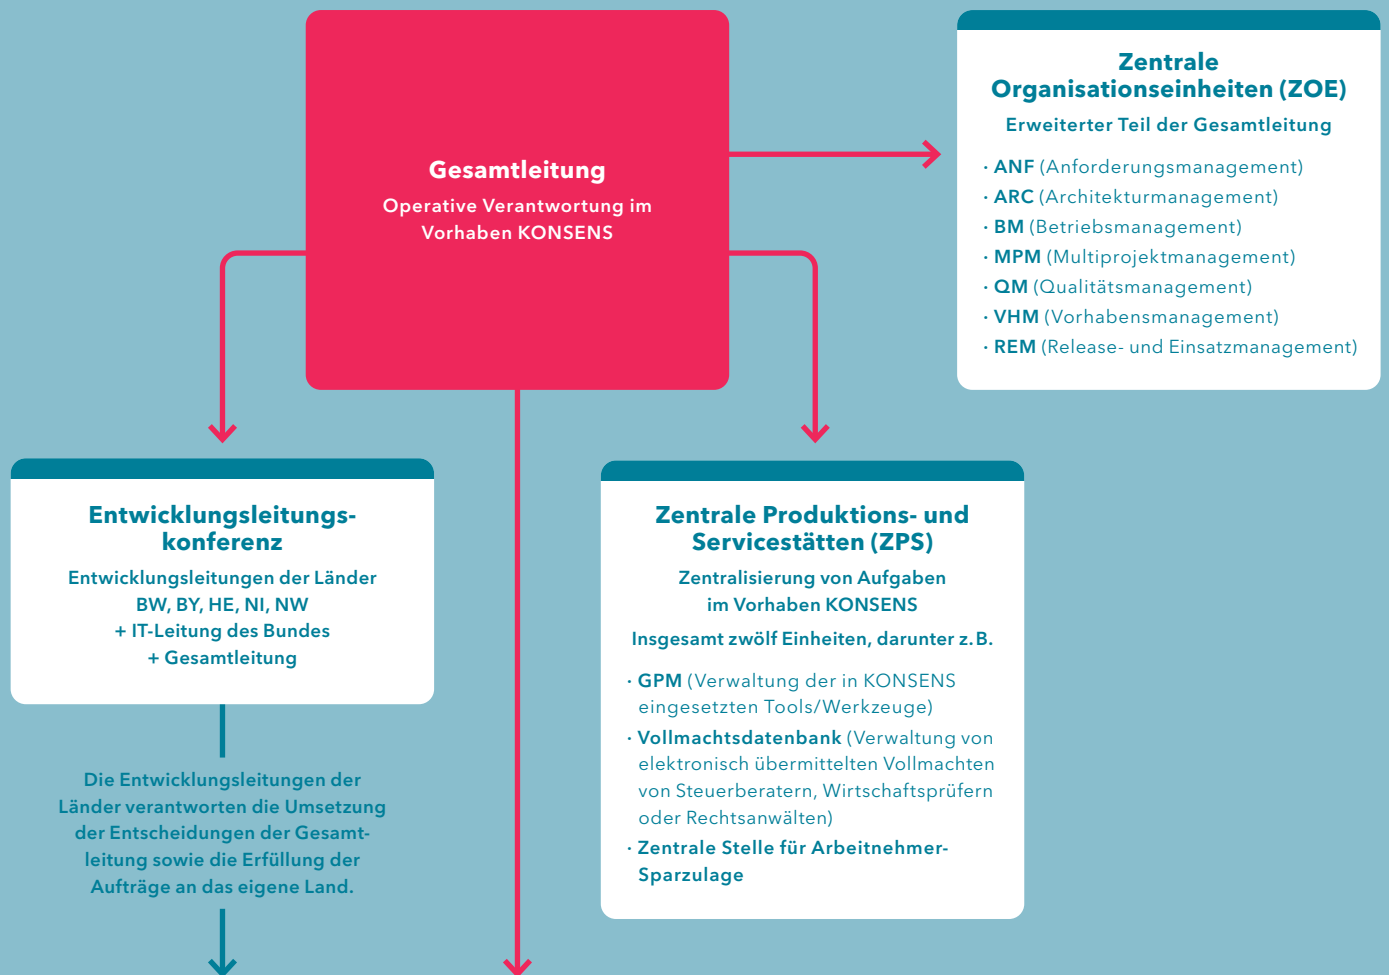 Gesamtleitung
Operative Verantwortung im
Vorhaben KONSENS
Zentrale
Organisationseinheiten (ZOE)
Erweiterter Teil der Gesamtleitung
· ANF (Anforderungsmanagement)
· ARC (Architekturmanagement)
· BM (Betriebsmanagement)
· MPM (Multiprojektmanagement)
· QM (Qualitätsmanagement)
· VHM (Vorhabensmanagement)
· REM (Release- und Einsatzmanagement)
Entwicklungsleitungs-
konferenz
Entwicklungsleitungen der Länder
BW, BY, HE, NI, NW
+ IT-Leitung des Bundes
+ Gesamtleitung
Die Entwicklungsleitungen der
Länder verantworten die Umsetzung
der Entscheidungen der Gesamt-
leitung sowie die Erfüllung der
Aufträge an das eigene Land.
Zentrale Produktions- und
Servicestätten (ZPS)
Zentralisierung von Aufgaben
im Vorhaben KONSENS
Insgesamt zwölf Einheiten, darunter z. B.
· GPM (Verwaltung der in KONSENS
eingesetzten Tools/Werkzeuge)
· Vollmachtsdatenbank (Verwaltung von
elektronisch übermittelten Vollmachten
von Steuerberatern, Wirtschaftsprüfern
oder Rechtsanwälten)
· Zentrale Stelle für Arbeitnehmer-
Sparzulage